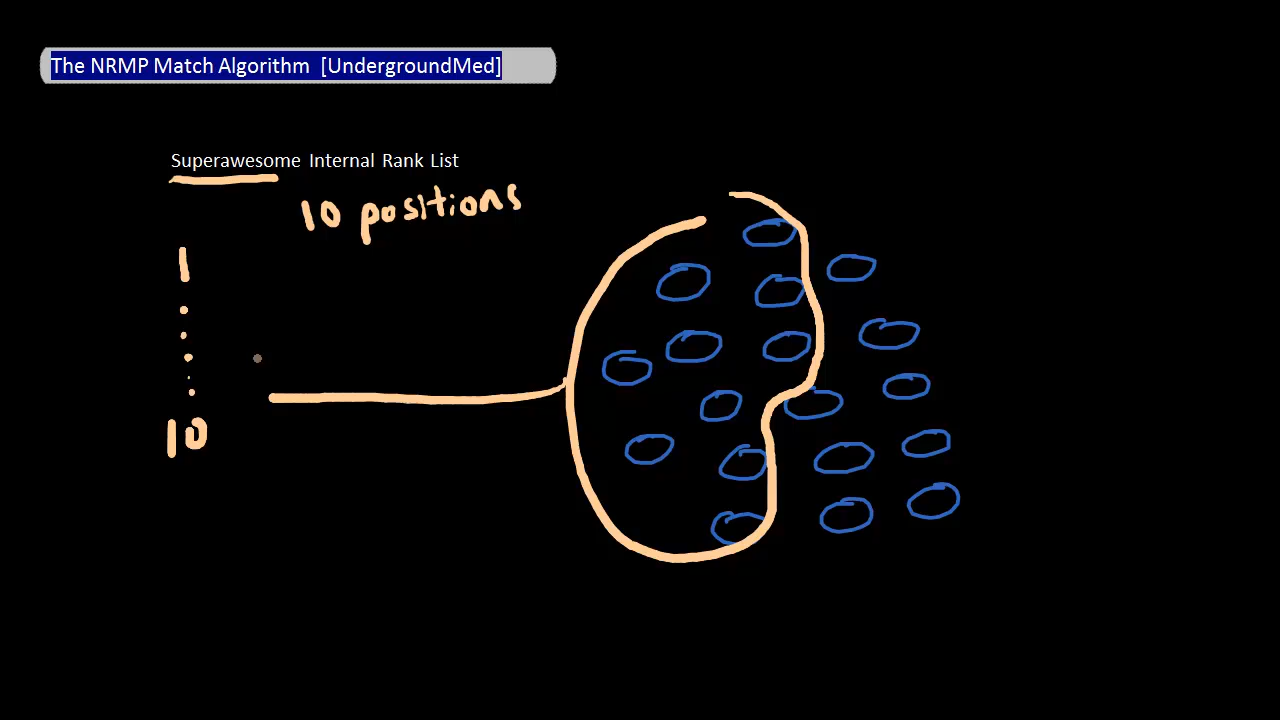 The NRMP Match Algorithm [UndergroundMed]
Superawesome Internal Rank List
10 positions
1
10